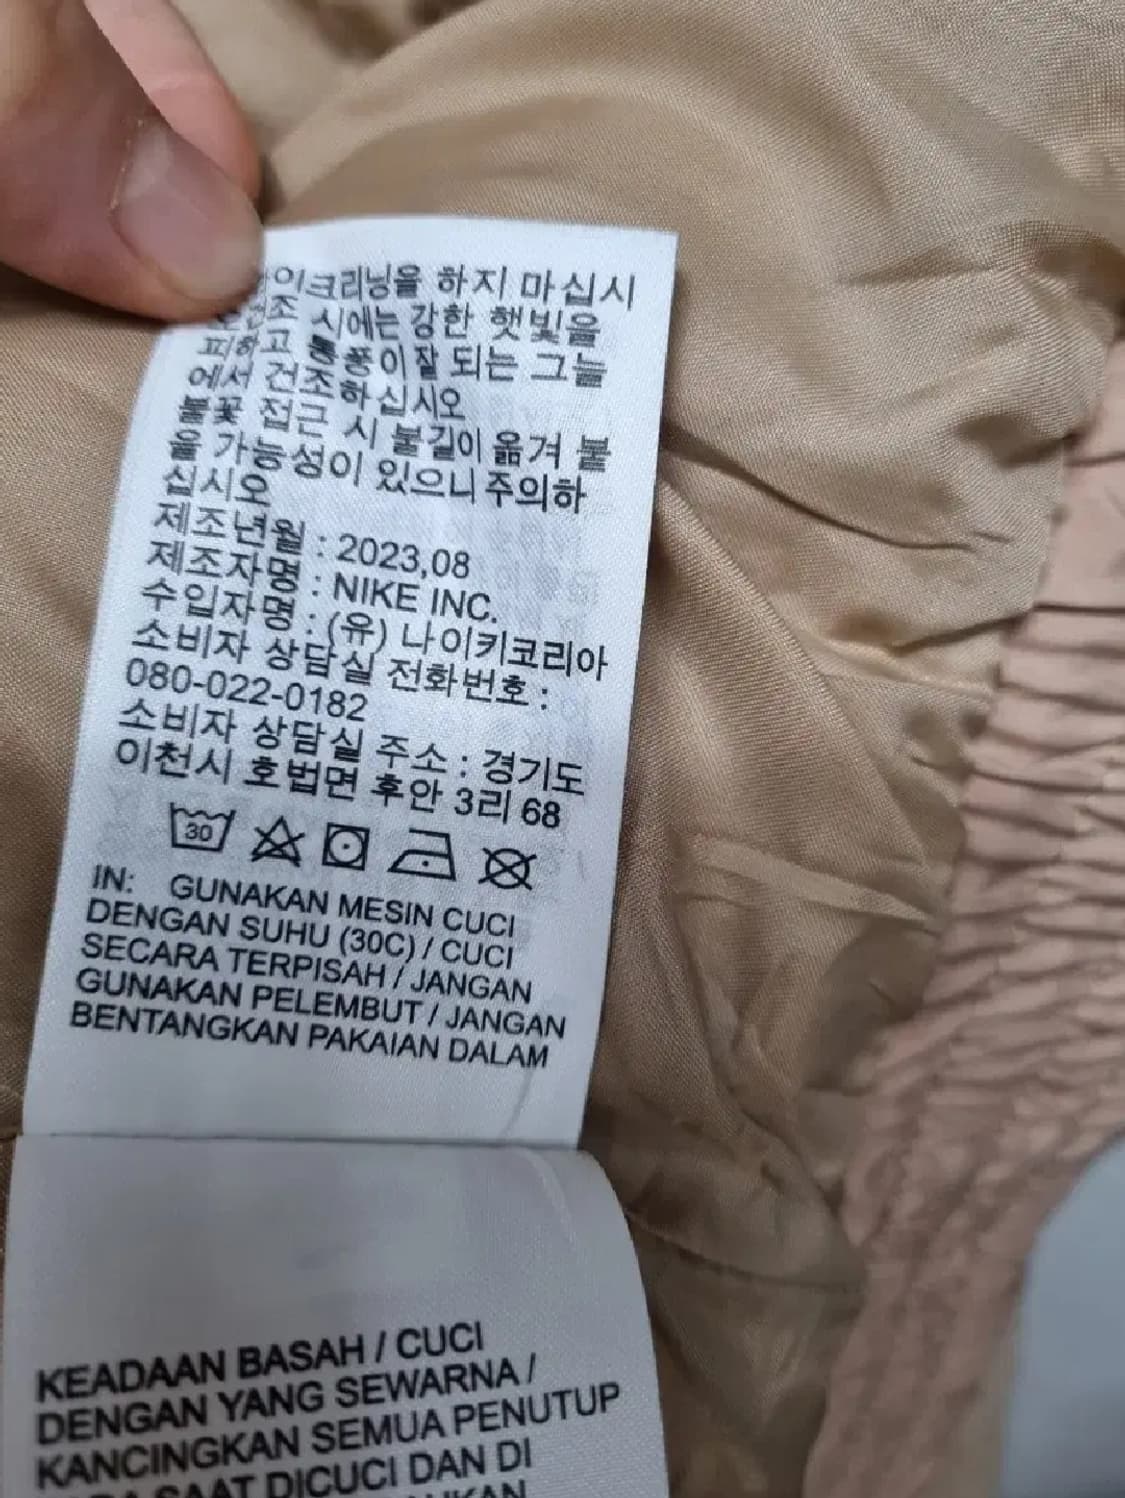 하지 마십시
시에는 강한 햇빛을
피하고 통풍이 잘 되는 그늘
에서 건조하십시오
불꽃 접근 시 불길이 옮겨 붙
을 가능성이 있으니 주의하
십시오
제조년월 : 2023,08
제조자명 : NIKE INC.
수입자명 : (유) 나이키코리아
소비자 상담실 전화번호 :
080-022-0182
소비자 상담실 주소 : 경기도
이천시 호법면 후안 3리 68
30
IN: GUNAKAN MESIN CUCI
DENGAN SUHU (30C) / CUCI
SECARA TERPISAH / JANGAN
GUNAKAN PELEMBUT / JANGAN
BENTANGKAN PAKAIAN DALAM
KEADAAN BASAH / CUCI
DENGAN YANG SEWARNA /
KANCINGKAN SEMUA PENUTUP
SAAT DICUCI DAN DI